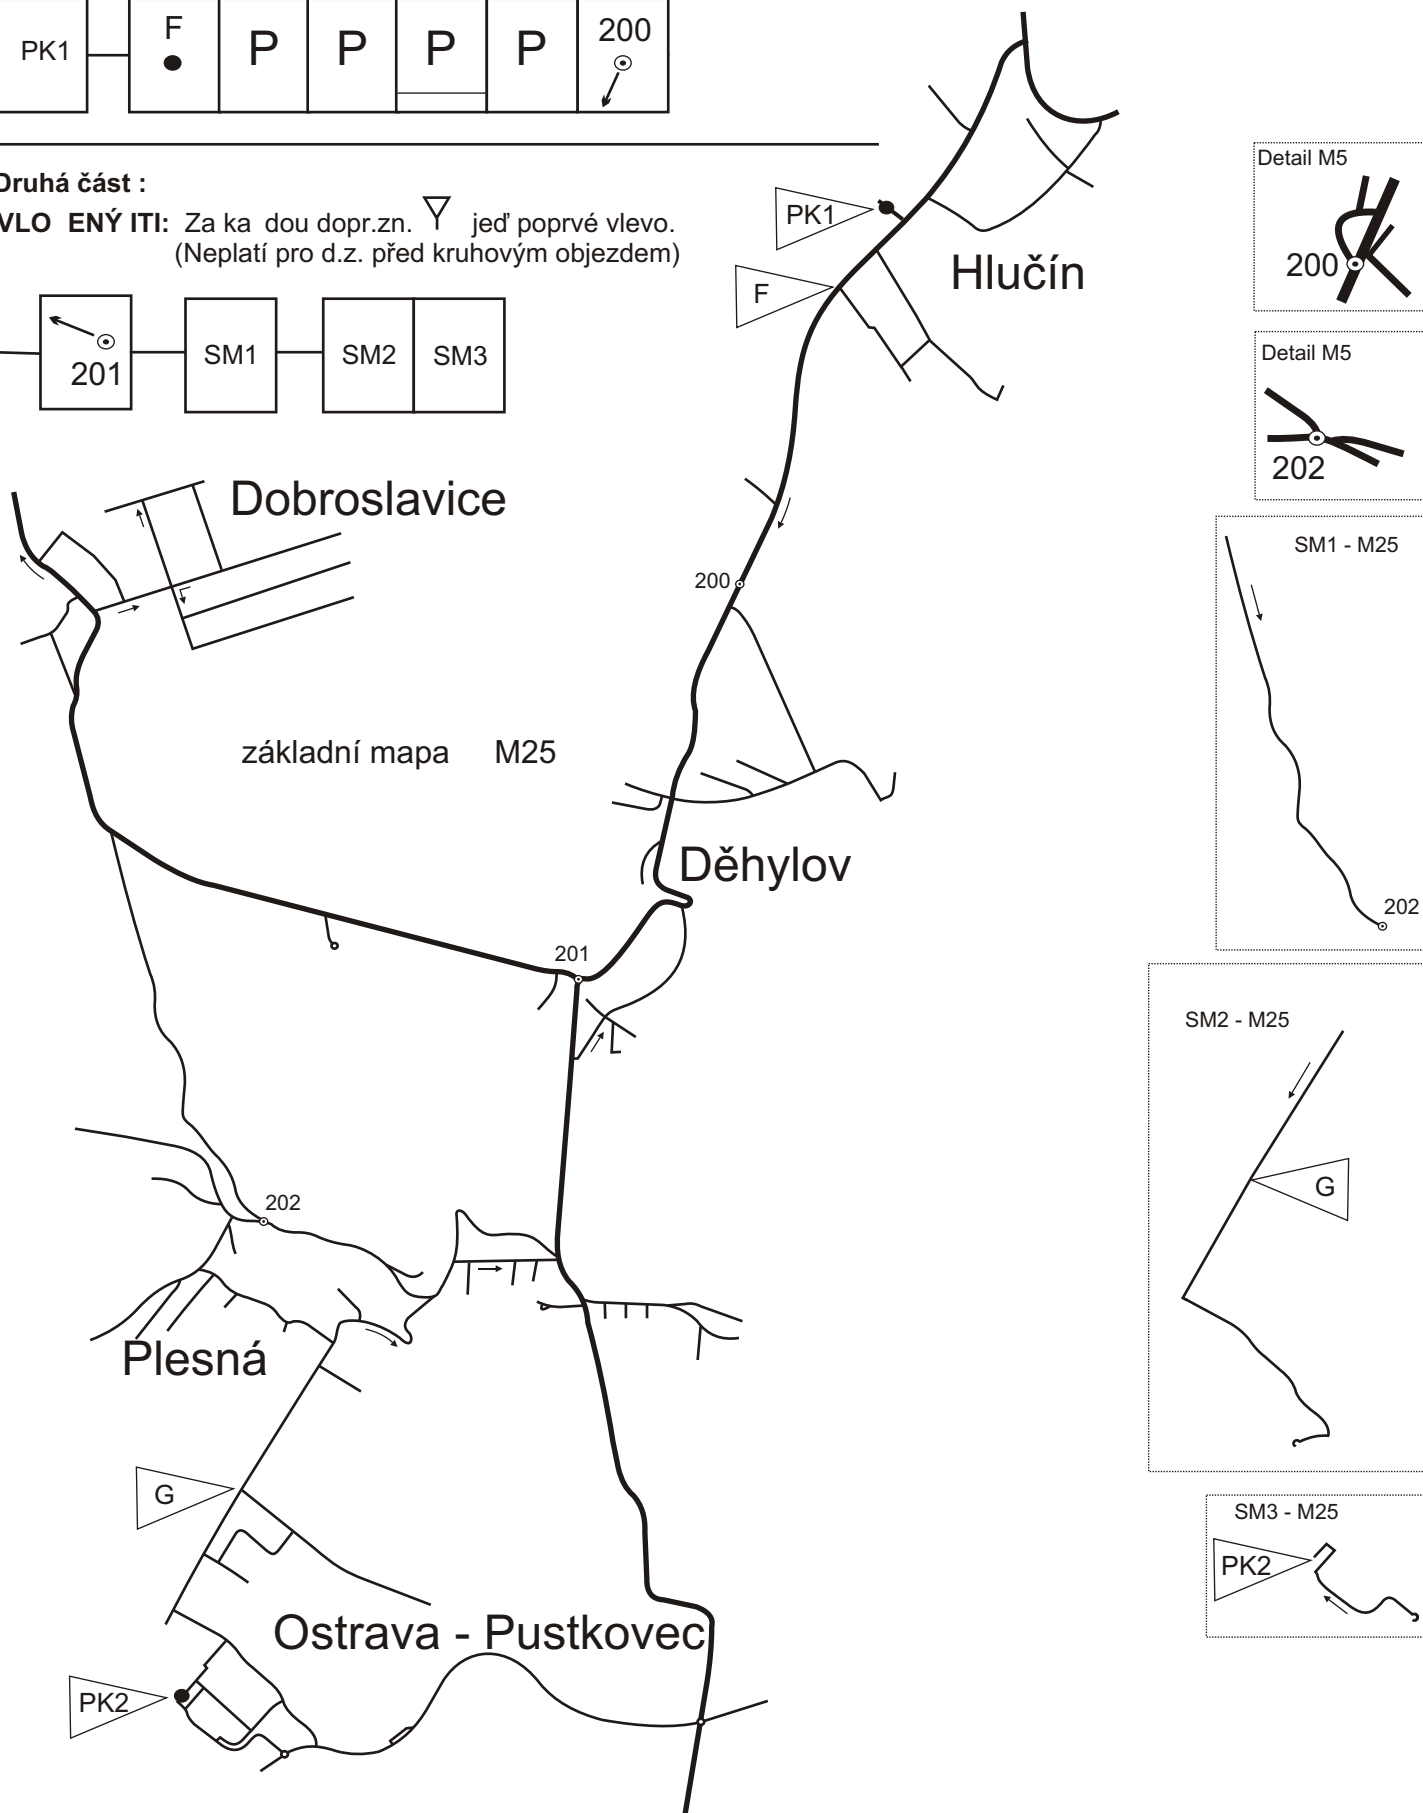 PK1
F
P
P
P
P
200
Druhá část :
VLO ENÝ ITI: Za ka dou dopr.zn. jeď poprvé vlevo.
(Neplatí pro d.z. před kruhovým objezdem)
201
SM1
SM2
SM3
PK1
F
Hlučín
Detail M5
200
Detail M5
202
Dobroslavice
200
SM1 - M25
202
základní mapa M25
Děhylov
201
SM2 - M25
G
202
Plesná
G
SM3 - M25
PK2
Ostrava - Pustkovec
PK2